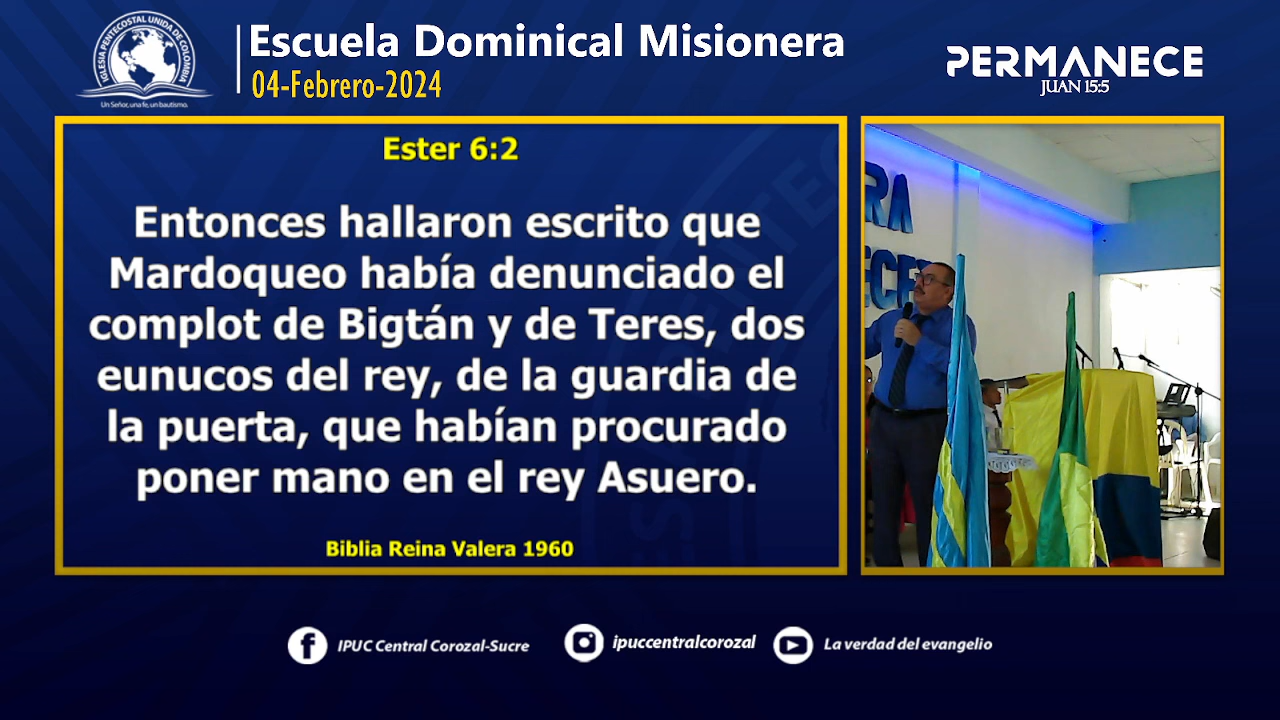 IGLESIA PENTECOSTAL UNIDA DE COLOMBIA
Un Señor, una fe, un bautismo.
Escuela Dominical Misionera
04-Febrero-2024
PERMANECE
JUAN 15:5
Ester 6:2
Entonces hallaron escrito que
Mardoqueo había denunciado el
complot de Bigtán y de Teres, dos
eunucos del rey, de la guardia de
la puerta, que habían procurado
poner mano en el rey Asuero.
Biblia Reina Valera 1960
IPUC Central Corozal-Sucre
ipuccentralcorozal
La verdad del evangelio